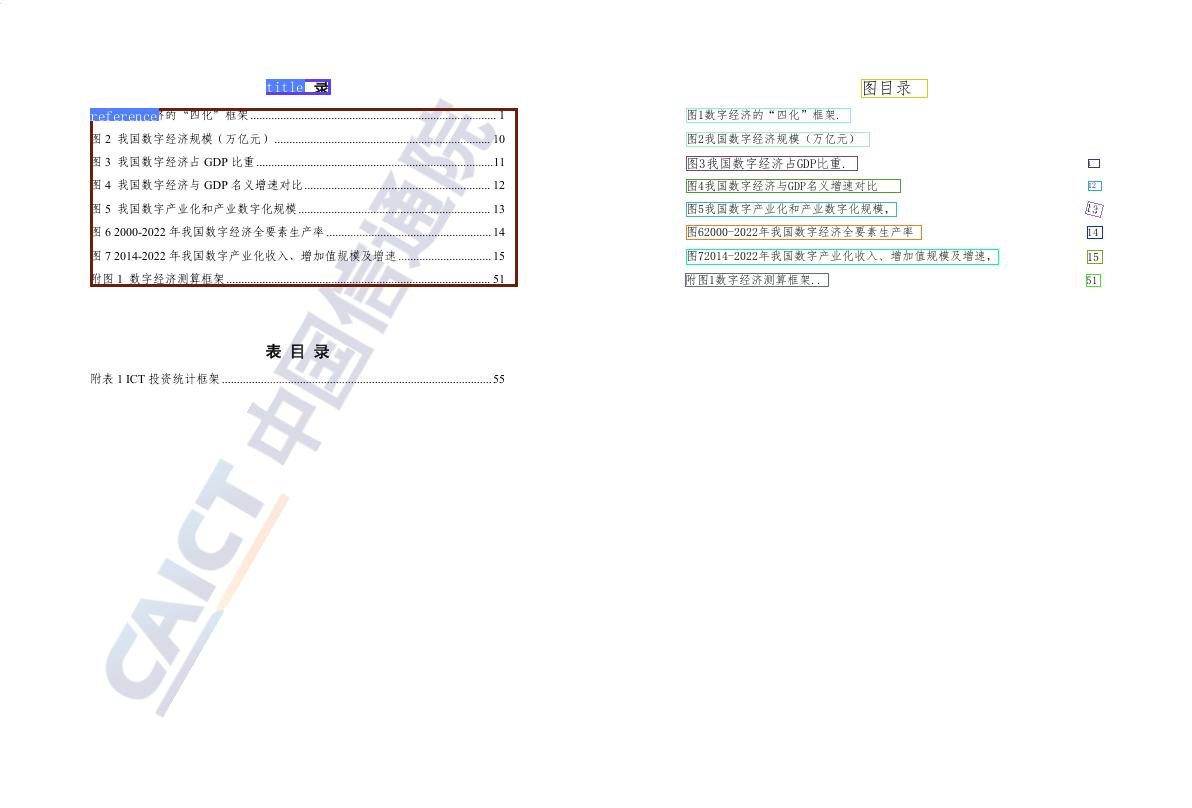 title 录
reference 的“四化”框架 1
图 2 我国数字经济规模（万亿元） 10
图 3 我国数字经济占 GDP 比重 11
图 4 我国数字经济与 GDP 名义增速对比 12
图 5 我国数字产业化和产业数字化规模 13
图 6 2000-2022 年我国数字经济全要素生产率 14
图 7 2014-2022 年我国数字产业化收入、增加值规模及增速 15
附图 1 数字经济测算框架 51
表 目 录
附表 1 ICT 投资统计框架 55
CAICT 中国信通院
图目录
图1数字经济的“四化”框架.
图2我国数字经济规模（万亿元）
图3我国数字经济占GDP比重.
图4我国数字经济与GDP名义增速对比 12
图5我国数字产业化和产业数字化规模， 13
图62000-2022年我国数字经济全要素生产率 14
图72014-2022年我国数字产业化收入、增加值规模及增速， 15
附图1数字经济测算框架.. 51